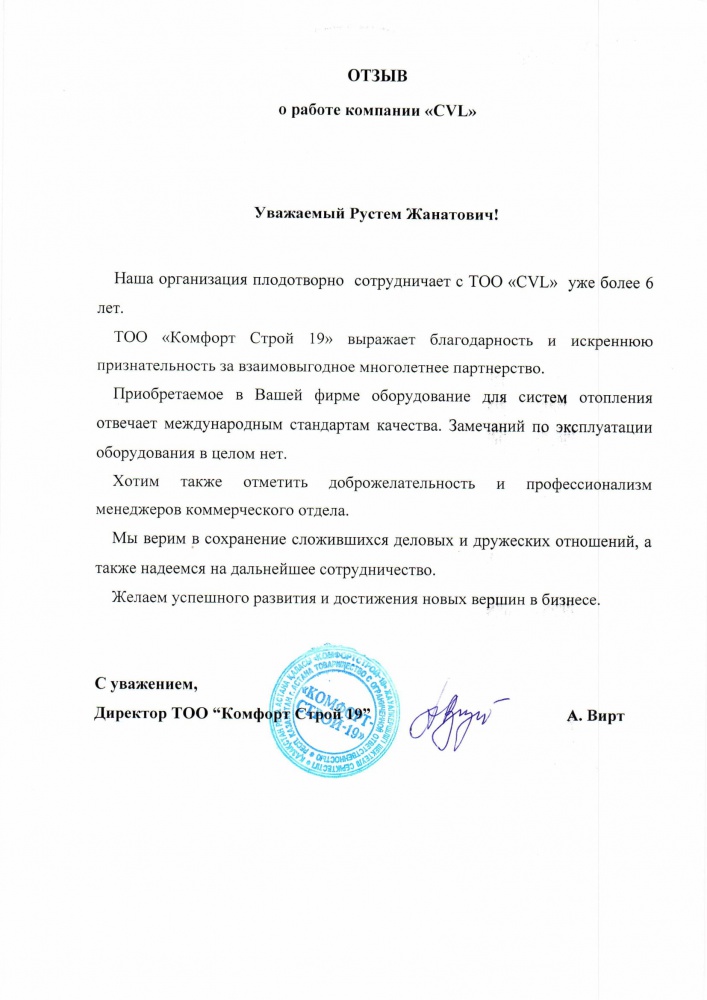 ОТЗЫВ
о работе компании «CVL»
Уважаемый Рустем Жанатович!
Наша организация плодотворно сотрудничает с ТОО «CVL» уже более 6
лет.
ТОО «Комфорт Строй 19» выражает благодарность и искреннюю
признательность за взаимовыгодное многолетнее партнерство.
Приобретаемое в Вашей фирме оборудование для систем отопления
отвечает международным стандартам качества. Замечаний по эксплуатации
оборудования в целом нет.
Хотим также отметить доброжелательность и профессионализм
менеджеров коммерческого отдела.
Мы верим в сохранение сложившихся деловых и дружеских отношений, а
также надеемся на дальнейшее сотрудничество.
Желаем успешного развития и достижения новых вершин в бизнесе.
С уважением,
Директор ТОО “Комфорт Строй 19” А. Вирт
«КОМФОРТ-
СТРОЙ-19»